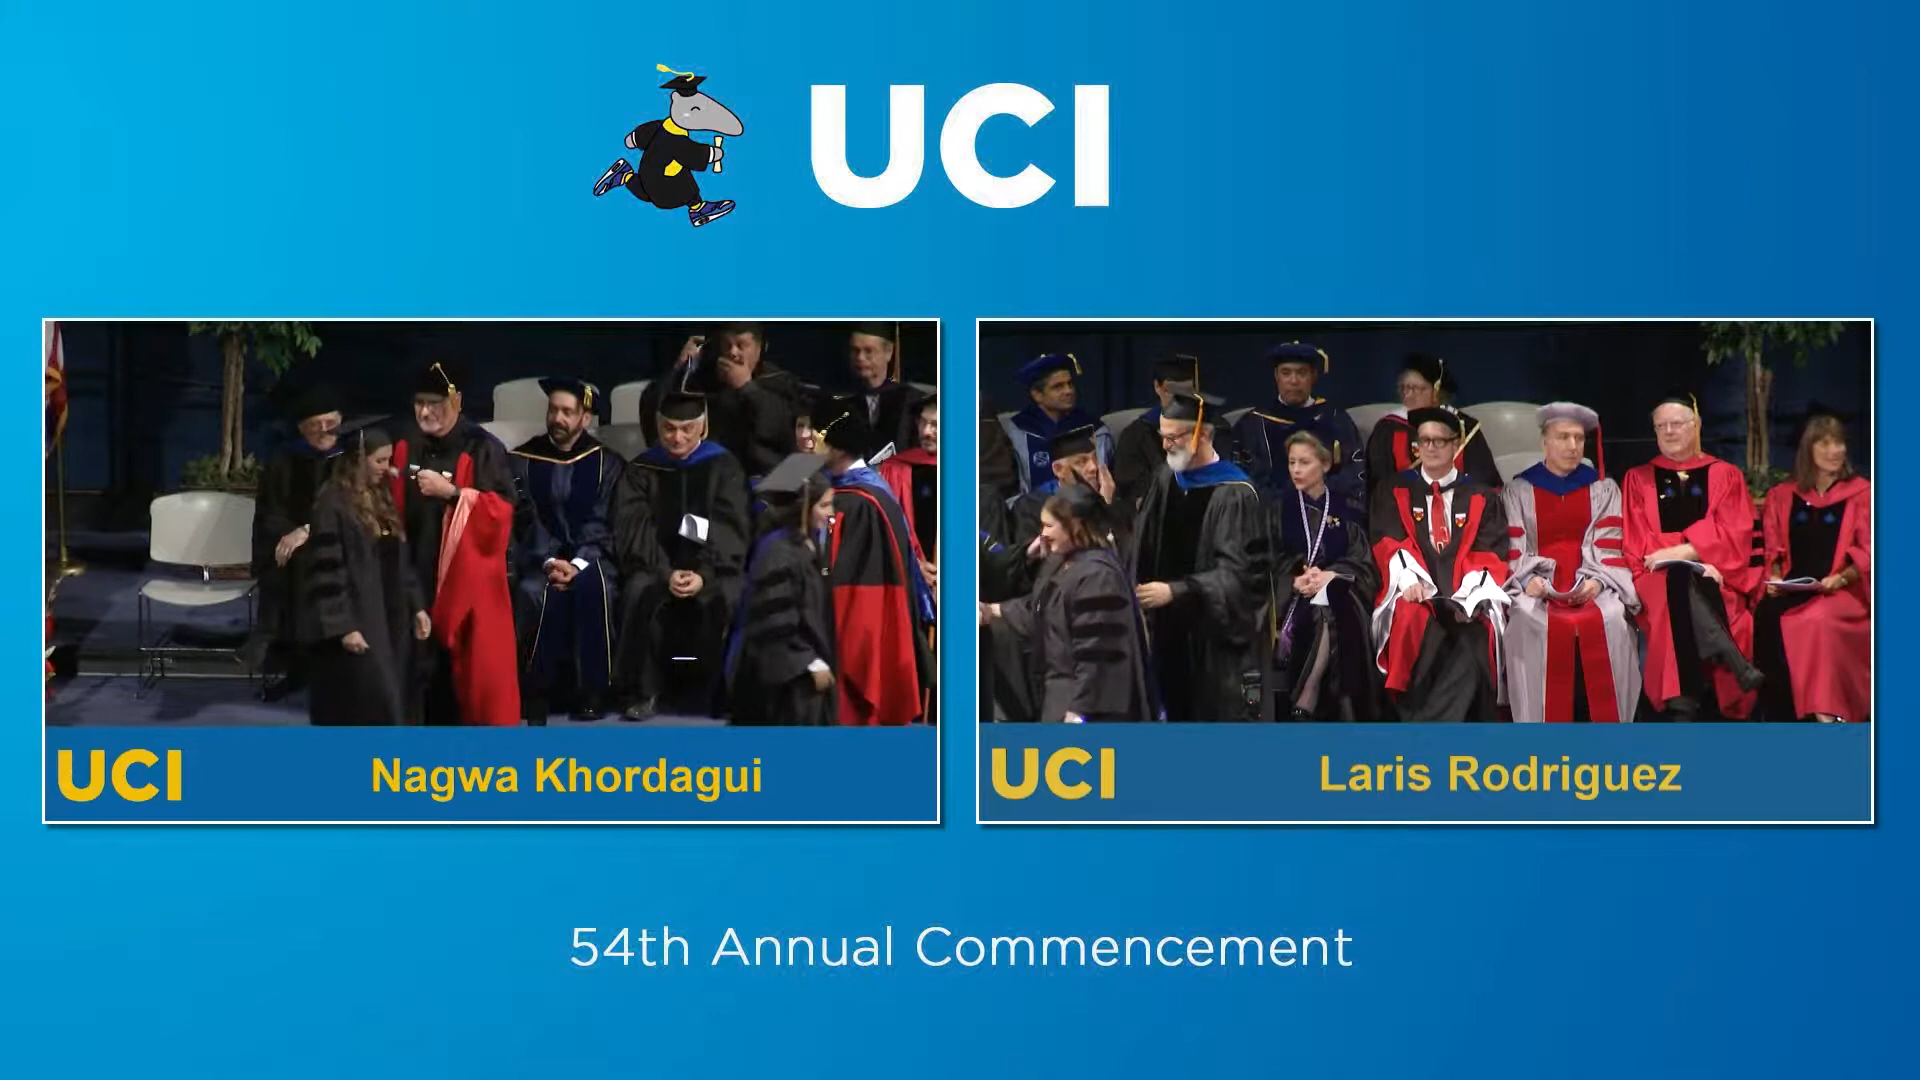 UCI
UCI
Nagwa Khordagui
UCI
Laris Rodriguez
54th Annual Commencement